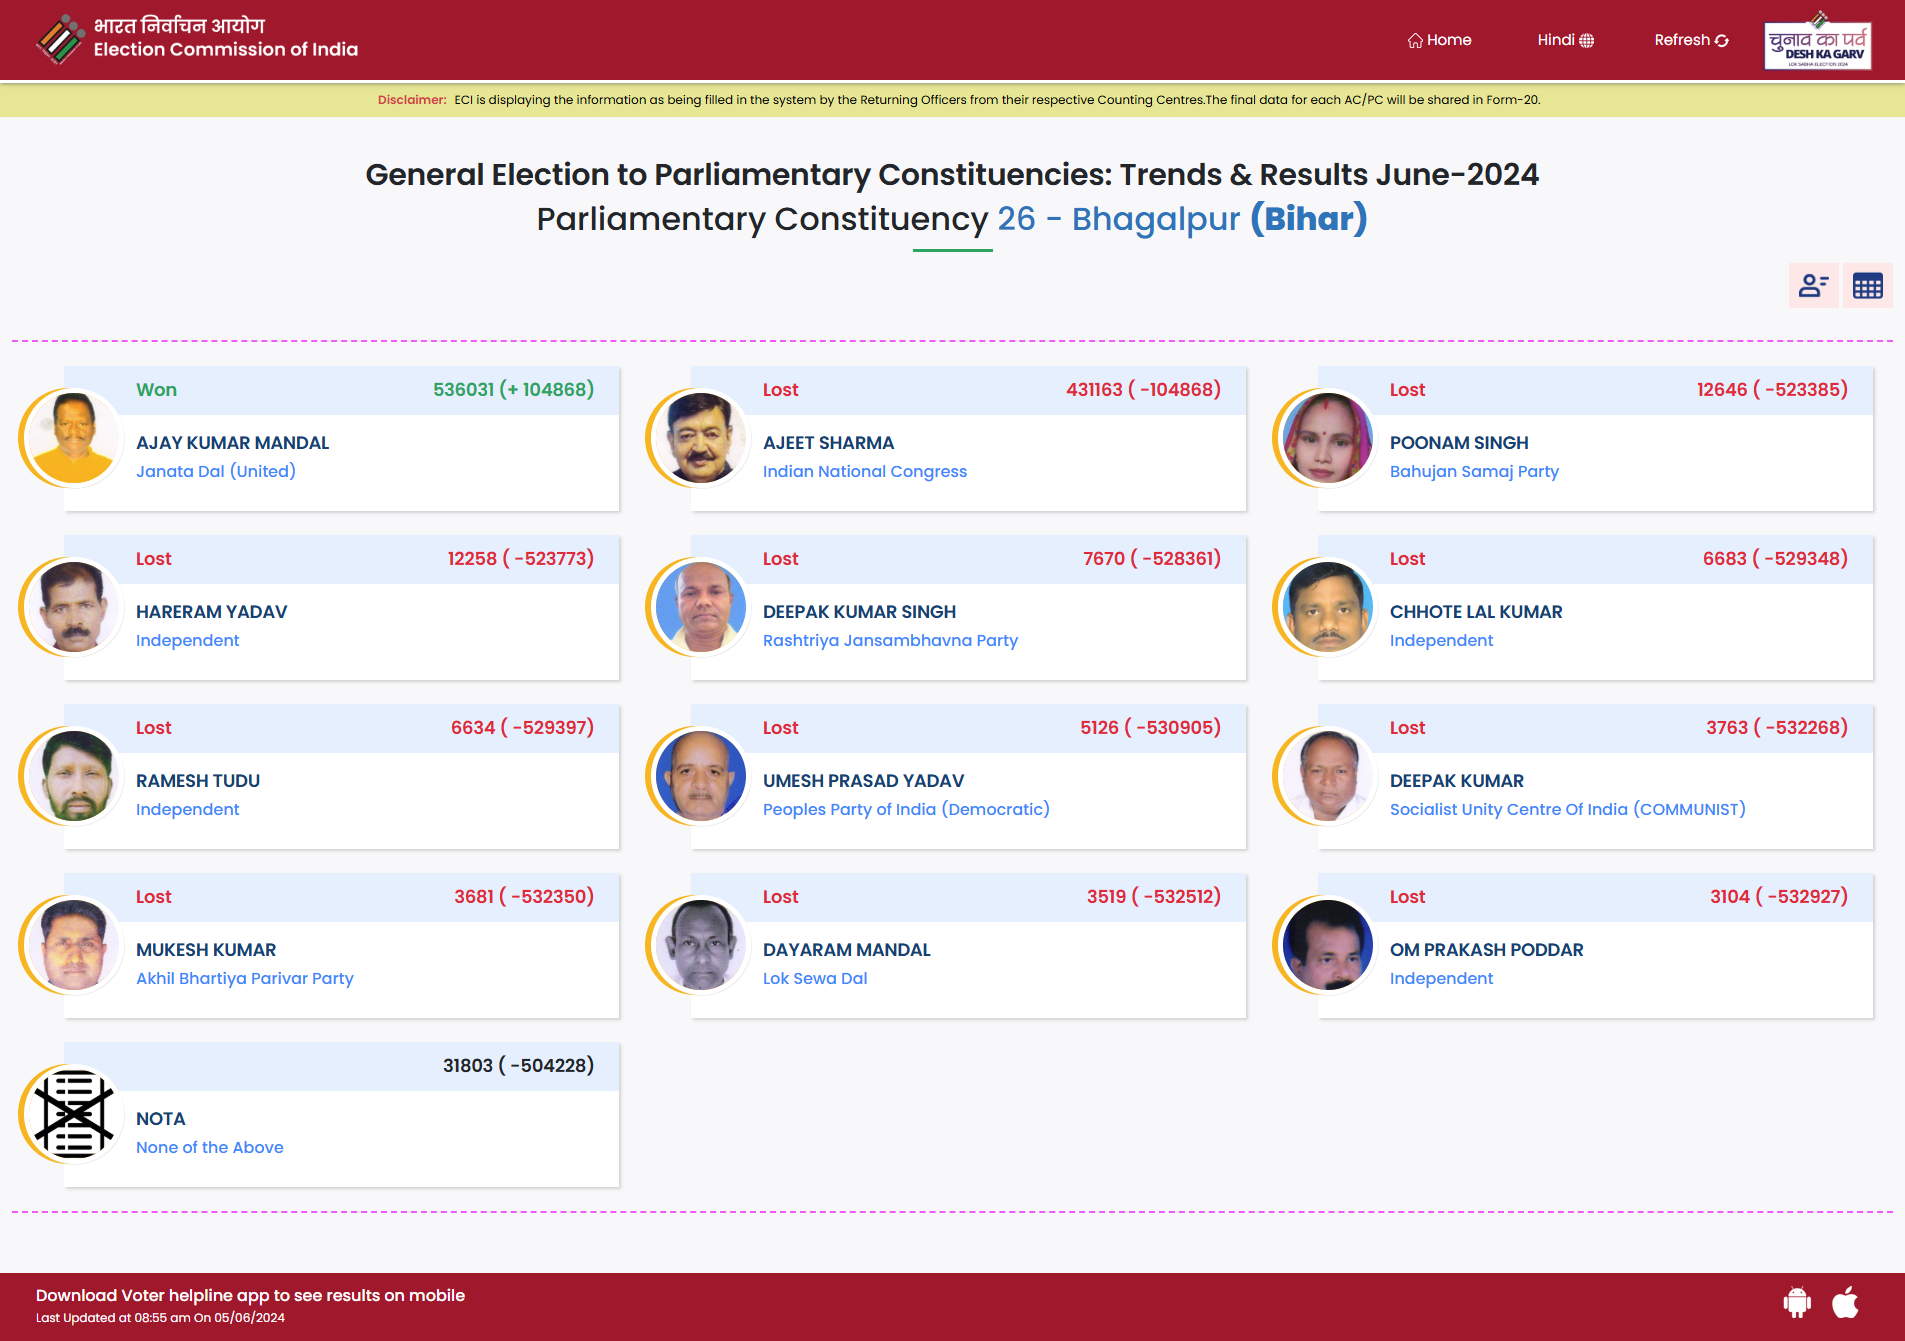 भारत निर्वाचन आयोग
Election Commission of India
Home
Hindi
Refresh
चुनाव का पर्व
DESH KA GARV
LOK SABHA ELECTION 2024
Disclaimer: ECI is displaying the information as being filled in the system by the Returning Officers from their respective Counting Centres.The final data for each AC/PC will be shared in Form-20.
General Election to Parliamentary Constituencies: Trends & Results June-2024
Parliamentary Constituency 26 - Bhagalpur (Bihar)
Won 536031 (+ 104868)
AJAY KUMAR MANDAL
Janata Dal (United)
Lost 431163 ( -104868)
AJEET SHARMA
Indian National Congress
Lost 12646 ( -523385)
POONAM SINGH
Bahujan Samaj Party
Lost 12258 ( -523773)
HARERAM YADAV
Independent
Lost 7670 ( -528361)
DEEPAK KUMAR SINGH
Rashtriya Jansambhavna Party
Lost 6683 ( -529348)
CHHOTE LAL KUMAR
Independent
Lost 6634 ( -529397)
RAMESH TUDU
Independent
Lost 5126 ( -530905)
UMESH PRASAD YADAV
Peoples Party of India (Democratic)
Lost 3763 ( -532268)
DEEPAK KUMAR
Socialist Unity Centre Of India (COMMUNIST)
Lost 3681 ( -532350)
MUKESH KUMAR
Akhil Bhartiya Parivar Party
Lost 3519 ( -532512)
DAYARAM MANDAL
Lok Sewa Dal
Lost 3104 ( -532927)
OM PRAKASH PODDAR
Independent
31803 ( -504228)
NOTA
None of the Above
Download Voter helpline app to see results on mobile
Last Updated at 08:55 am On 05/06/2024